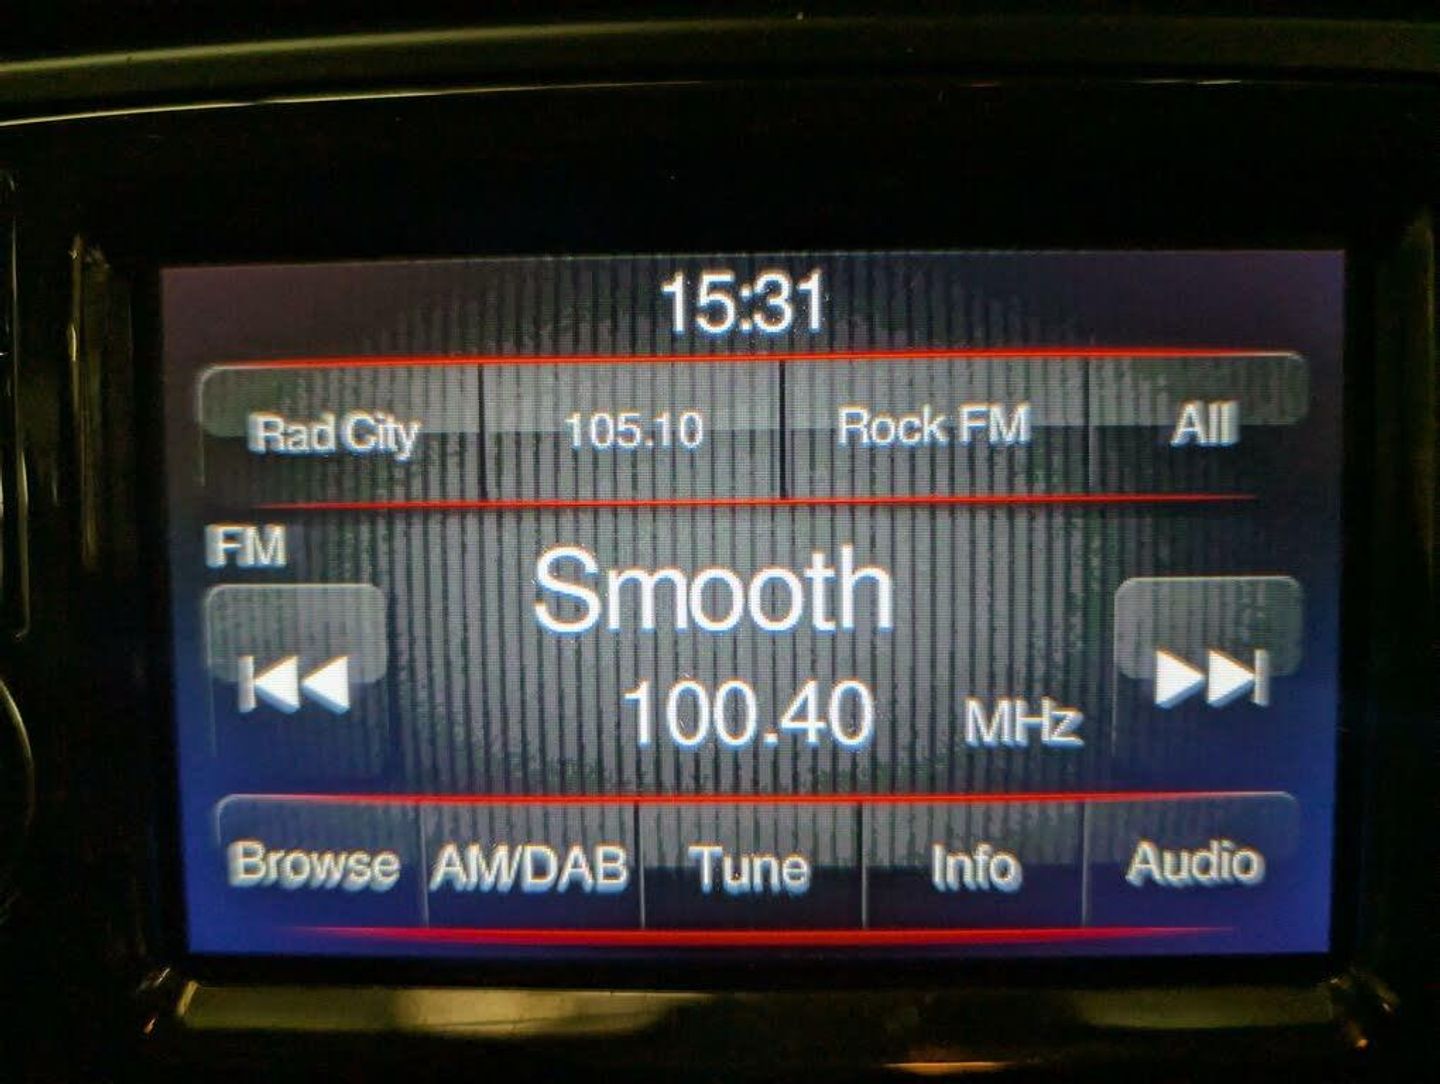 15:31
Rad City 105.10 Rock FM All
FM
Smooth
100.40 MHz
Browse AM/DAB Tune Info Audio